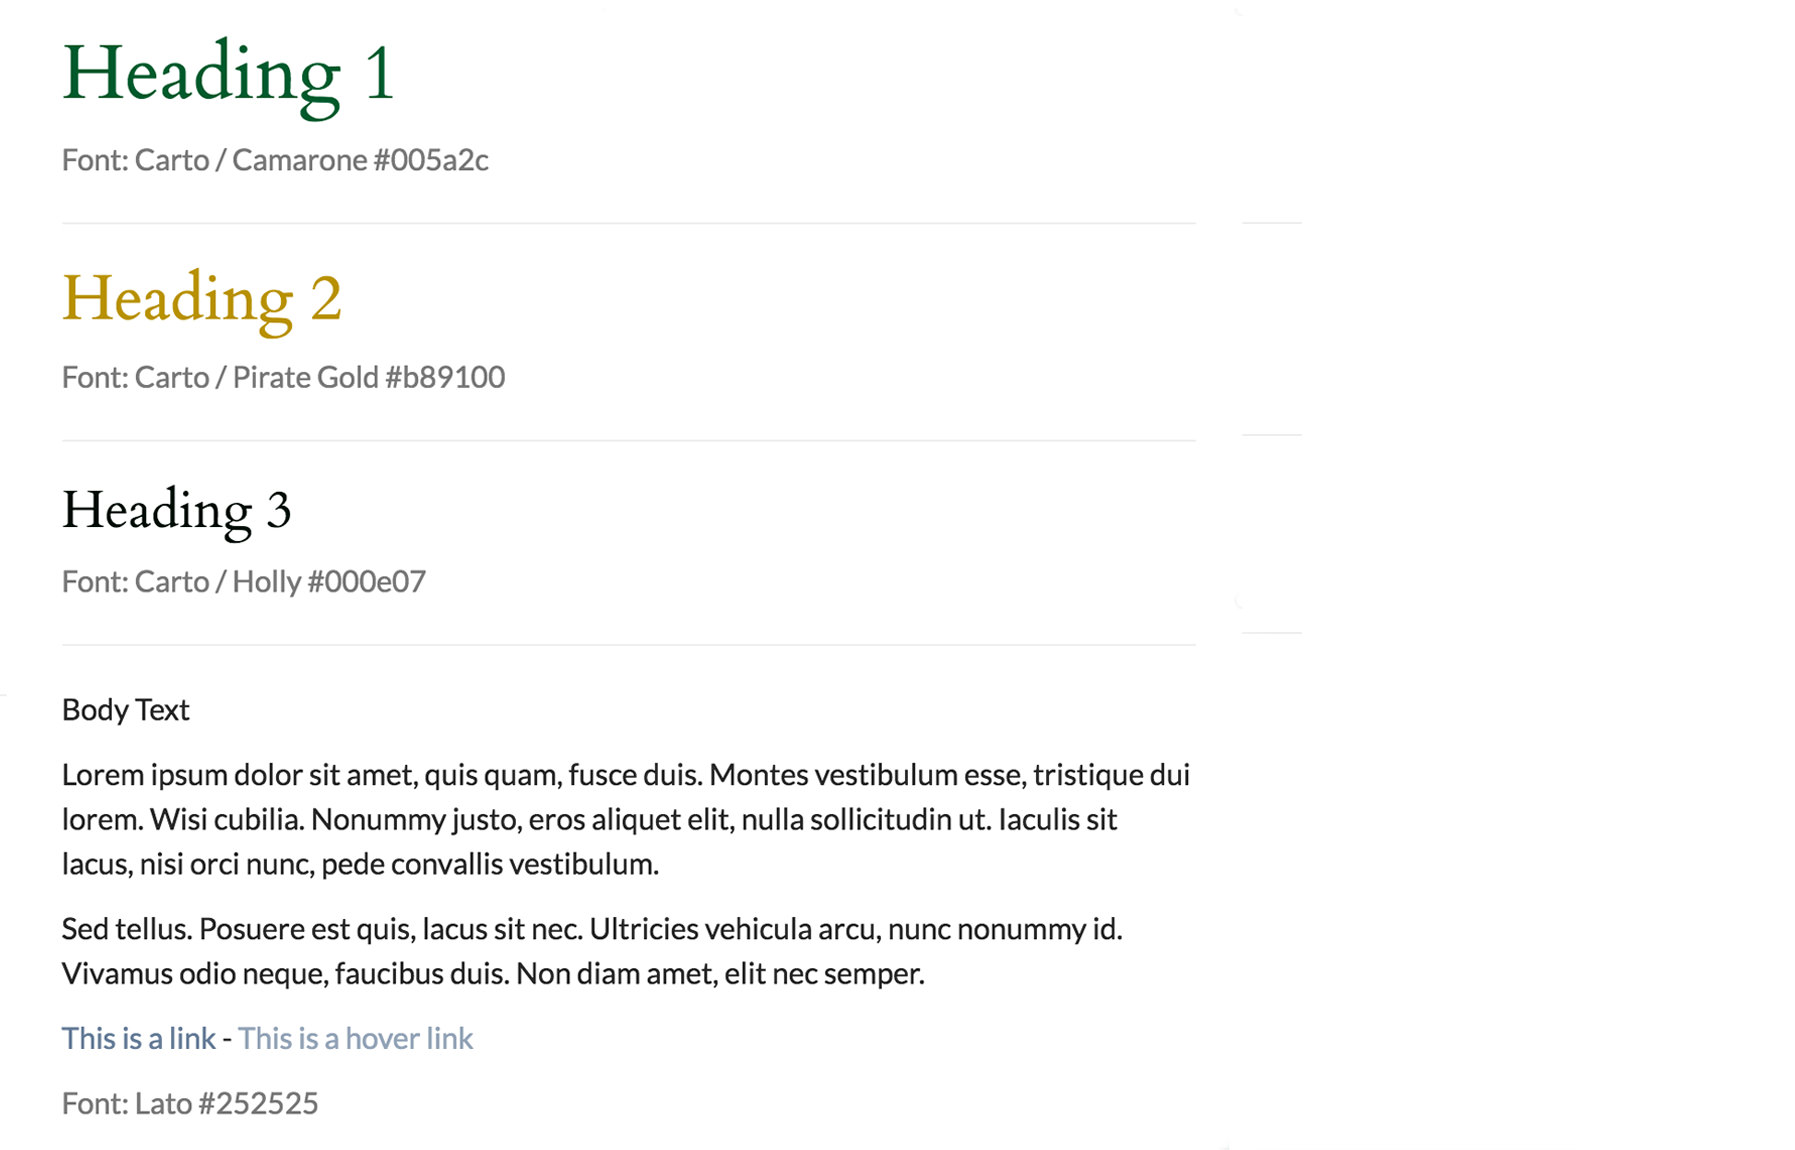 Heading 1
Font: Carto / Camarone #005a2c
Heading 2
Font: Carto / Pirate Gold #b89100
Heading 3
Font: Carto / Holly #000e07
Body Text
Lorem ipsum dolor sit amet, quis quam, fusce duis. Montes vestibulum esse, tristique dui
lorem. Wisi cubilia. Nonummy justo, eros aliquet elit, nulla sollicitudin ut. Iaculis sit
lacus, nisi orci nunc, pede convallis vestibulum.
Sed tellus. Posuere est quis, lacus sit nec. Ultricies vehicula arcu, nunc nonummy id.
Vivamus odio neque, faucibus duis. Non diam amet, elit nec semper.
This is a link - This is a hover link
Font: Lato #252525